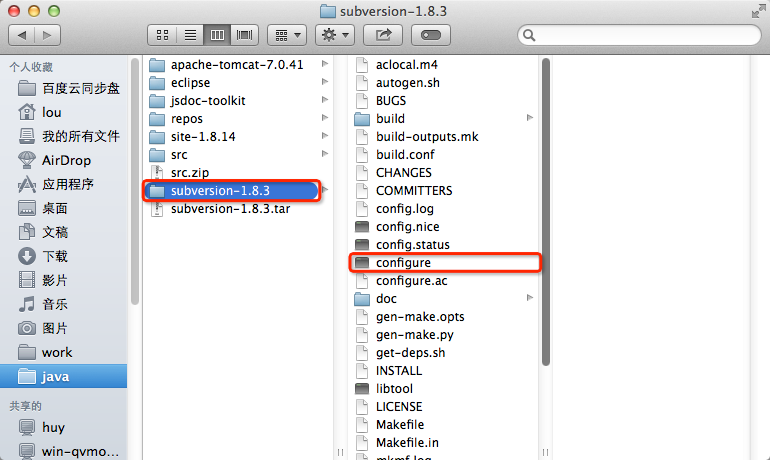 subversion-1.8.3
个人收藏
百度云同步盘
lou
我的所有文件
AirDrop
应用程序
桌面
文稿
下载
影片
音乐
图片
work
java
共享的
huy
win-qvmo...
apache-tomcat-7.0.41
eclipse
jsdoc-toolkit
repos
site-1.8.14
src
src.zip
subversion-1.8.3
subversion-1.8.3.tar
aclocal.m4
autogen.sh
BUGS
build
build-outputs.mk
build.conf
CHANGES
COMMITTERS
config.log
config.nice
config.status
configure
configure.ac
doc
gen-make.opts
gen-make.py
get-deps.sh
INSTALL
libtool
LICENSE
Makefile
Makefile.in
mkmf.log